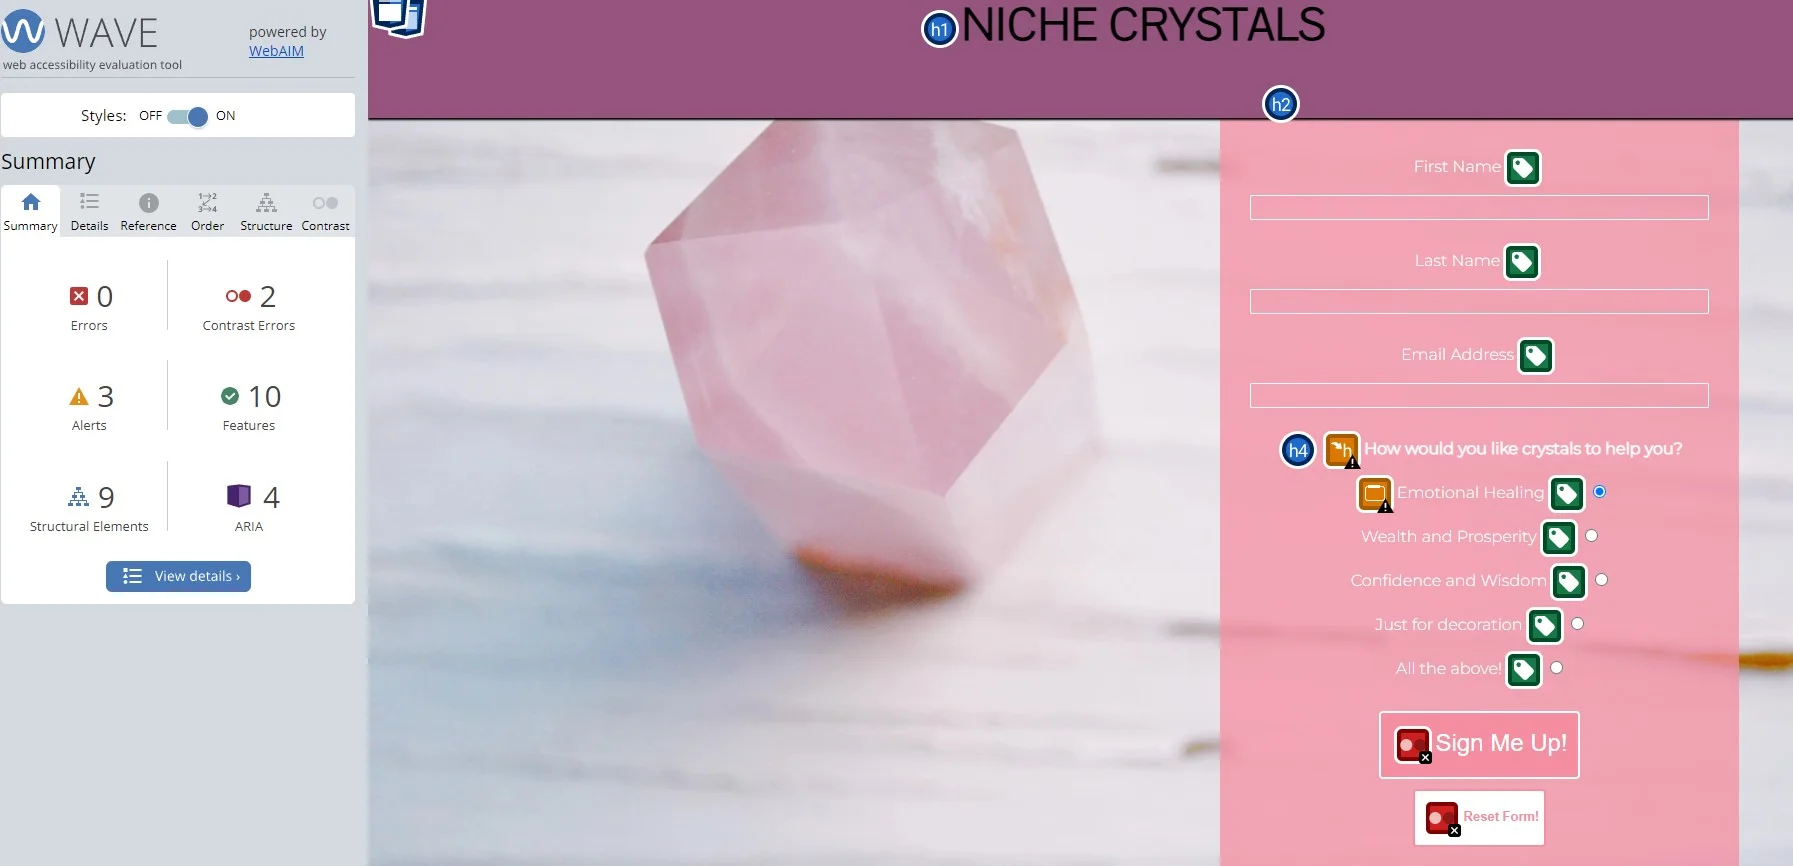 WAVE
powered by
WebAIM
web accessibility evaluation tool
Styles: OFF ON
Summary
Summary Details Reference Order Structure Contrast
0
Errors
2
Contrast Errors
3
Alerts
10
Features
9
Structural Elements
4
ARIA
View details ›
h1 NICHE CRYSTALS
h2
First Name
Last Name
Email Address
h4 h How would you like crystals to help you?
Emotional Healing
Wealth and Prosperity
Confidence and Wisdom
Just for decoration
All the above!
Sign Me Up!
Reset Form!